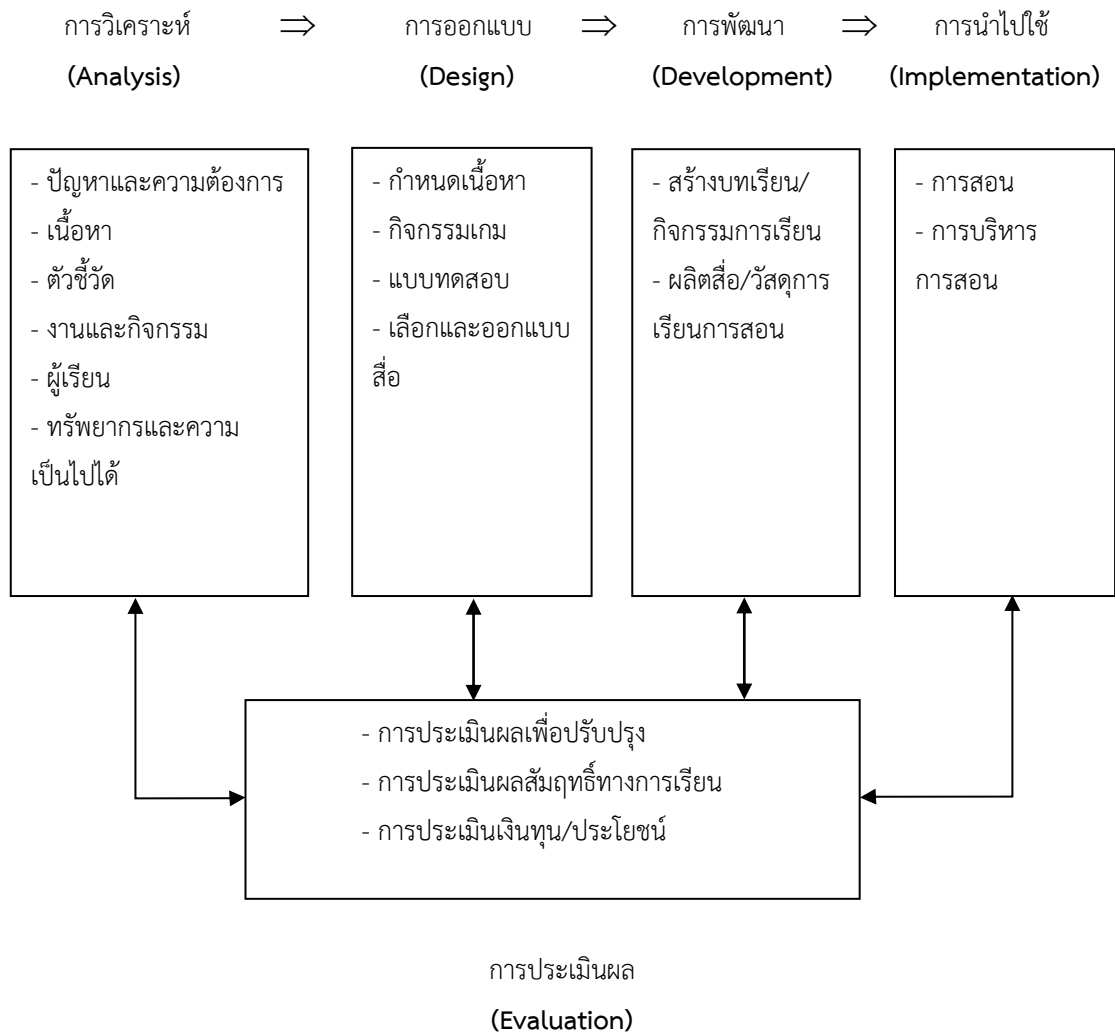 การวิเคราะห์ ⇒ การออกแบบ ⇒ การพัฒนา ⇒ การนำไปใช้
(Analysis) (Design) (Development) (Implementation)
- ปัญหาและความต้องการ
- เนื้อหา
- ตัวชี้วัด
- งานและกิจกรรม
- ผู้เรียน
- ทรัพยากรและความ
เป็นไปได้
- กำหนดเนื้อหา
- กิจกรรมเกม
- แบบทดสอบ
- เลือกและออกแบบ
สื่อ
- สร้างบทเรียน/
กิจกรรมการเรียน
- ผลิตสื่อ/วัสดุการ
เรียนการสอน
- การสอน
- การบริหาร
การสอน
- การประเมินผลเพื่อปรับปรุง
- การประเมินผลสัมฤทธิ์ทางการเรียน
- การประเมินเงินทุน/ประโยชน์
การประเมินผล
(Evaluation)